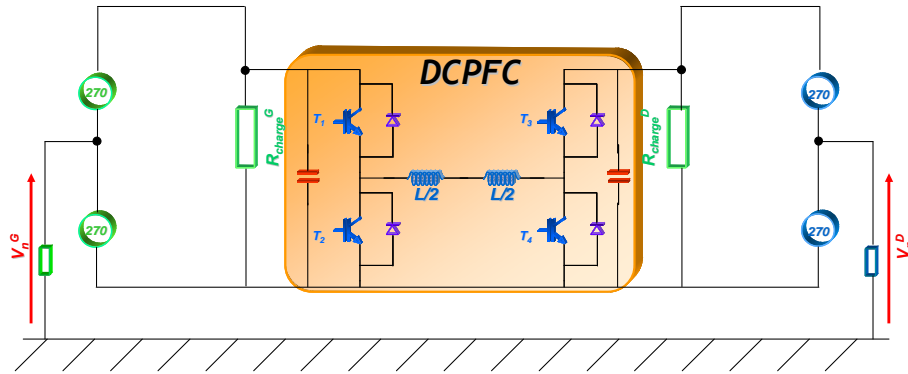 DCPFC
270
270
R_charge^G
T1
T3
R_charge^D
L/2
L/2
270
270
T2
T4
V_n^G
V_n^D